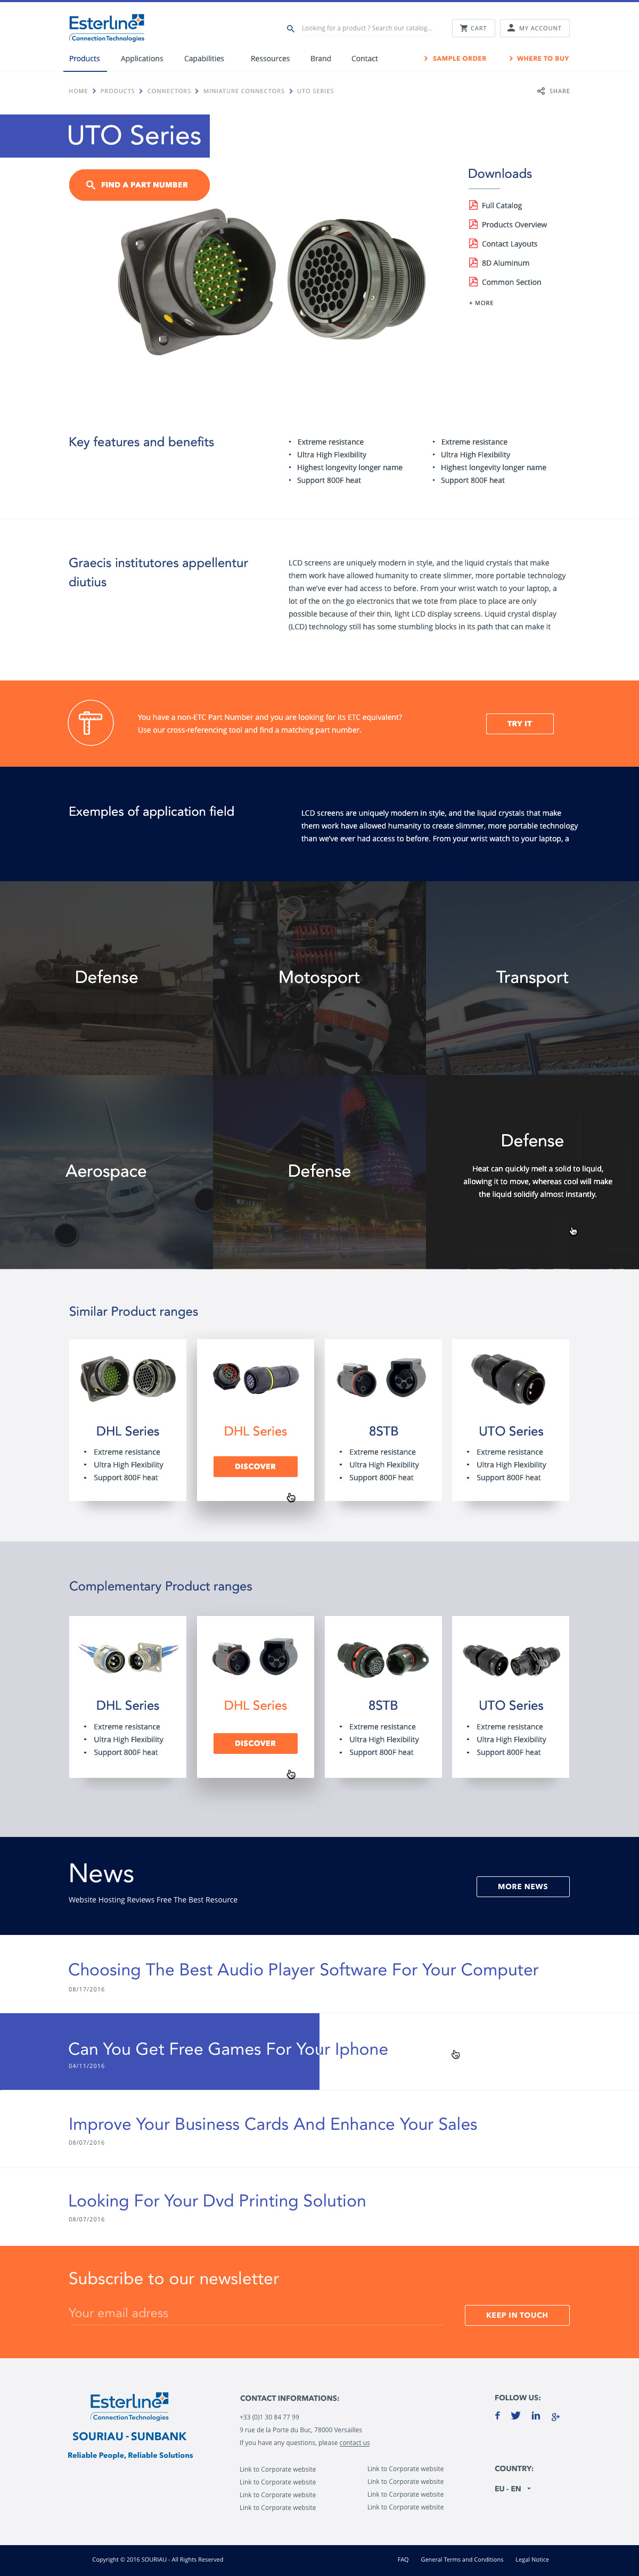 Esterline
Connection Technologies
Looking for a product ? Search our catalog...
CART
MY ACCOUNT
Products
Applications
Capabilities
Ressources
Brand
Contact
SAMPLE ORDER
WHERE TO BUY
HOME > PRODUCTS > CONNECTORS > MINIATURE CONNECTORS > UTO SERIES
SHARE
UTO Series
FIND A PART NUMBER
Downloads
Full Catalog
Products Overview
Contact Layouts
8D Aluminum
Common Section
+ MORE
Key features and benefits
• Extreme resistance
• Ultra High Flexibility
• Highest longevity longer name
• Support 800F heat
• Extreme resistance
• Ultra High Flexibility
• Highest longevity longer name
• Support 800F heat
Graecis institutores appellentur
diutius
LCD screens are uniquely modern in style, and the liquid crystals that make
them work have allowed humanity to create slimmer, more portable technology
than we've ever had access to before. From your wrist watch to your laptop, a
lot of the on the go electronics that we tote from place to place are only
possible because of their thin, light LCD display screens. Liquid crystal display
(LCD) technology still has some stumbling blocks in its path that can make it
You have a non-ETC Part Number and you are looking for its ETC equivalent?
Use our cross-referencing tool and find a matching part number.
TRY IT
Exemples of application field
LCD screens are uniquely modern in style, and the liquid crystals that make
them work have allowed humanity to create slimmer, more portable technology
than we've ever had access to before. From your wrist watch to your laptop, a
Defense
Motosport
Transport
Aerospace
Defense
Defense
Heat can quickly melt a solid to liquid,
allowing it to move, whereas cool will make
the liquid solidify almost instantly.
Similar Product ranges
DHL Series
• Extreme resistance
• Ultra High Flexibility
• Support 800F heat
DHL Series
DISCOVER
8STB
• Extreme resistance
• Ultra High Flexibility
• Support 800F heat
UTO Series
• Extreme resistance
• Ultra High Flexibility
• Support 800F heat
Complementary Product ranges
DHL Series
• Extreme resistance
• Ultra High Flexibility
• Support 800F heat
DHL Series
DISCOVER
8STB
• Extreme resistance
• Ultra High Flexibility
• Support 800F heat
UTO Series
• Extreme resistance
• Ultra High Flexibility
• Support 800F heat
News
Website Hosting Reviews Free The Best Resource
MORE NEWS
Choosing The Best Audio Player Software For Your Computer
08/17/2016
Can You Get Free Games For Your Iphone
04/11/2016
Improve Your Business Cards And Enhance Your Sales
08/07/2016
Looking For Your Dvd Printing Solution
08/07/2016
Subscribe to our newsletter
Your email adress
KEEP IN TOUCH
Esterline
Connection Technologies
SOURIAU - SUNBANK
Reliable People, Reliable Solutions
CONTACT INFORMATIONS:
+33 (0)1 30 84 77 99
9 rue de la Porte du Buc, 78000 Versailles
If you have any questions, please contact us
Link to Corporate website
Link to Corporate website
Link to Corporate website
Link to Corporate website
Link to Corporate website
Link to Corporate website
Link to Corporate website
Link to Corporate website
FOLLOW US:
COUNTRY:
EU - EN
Copyright © 2016 SOURIAU - All Rights Reserved
FAQ
General Terms and Conditions
Legal Notice